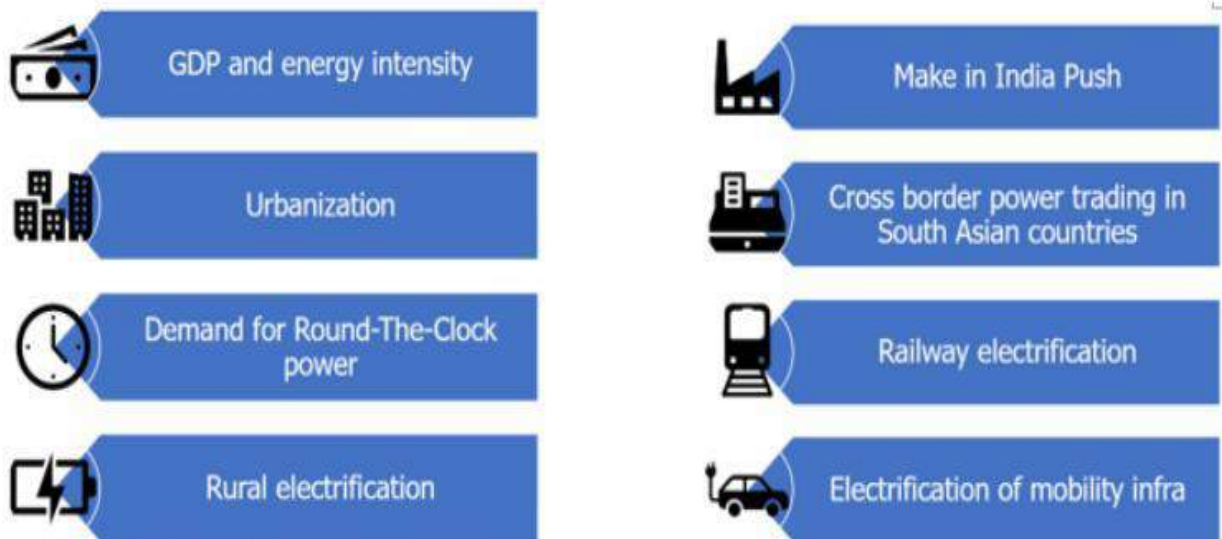 GDP and energy intensity
Urbanization
Demand for Round-The-Clock
power
Rural electrification
Make in India Push
Cross border power trading in
South Asian countries
Railway electrification
Electrification of mobility infra